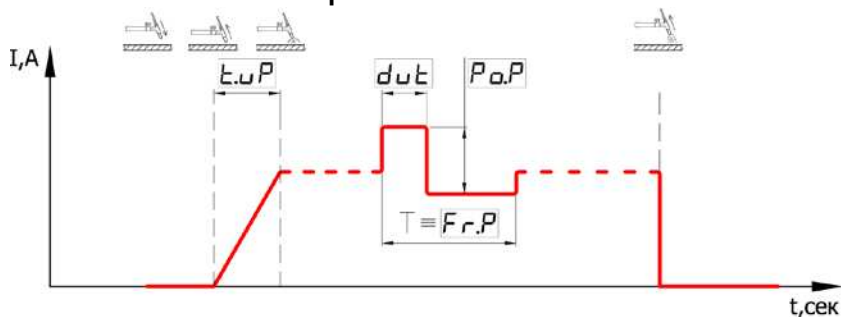 I,A
t.uP
dut
Po.P
T ≡ Fr.P
t,сек